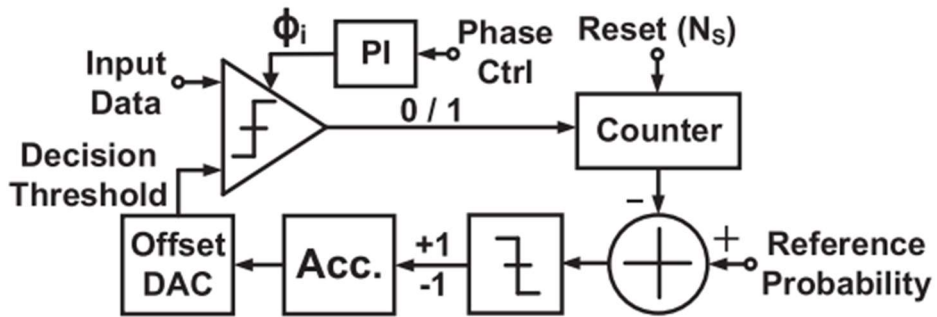 ϕi
PI
Phase
Ctrl
Reset (NS)
Input
Data
0 / 1
Counter
Decision
Threshold
−
Offset
DAC
Acc.
+1
-1
+
Reference
Probability